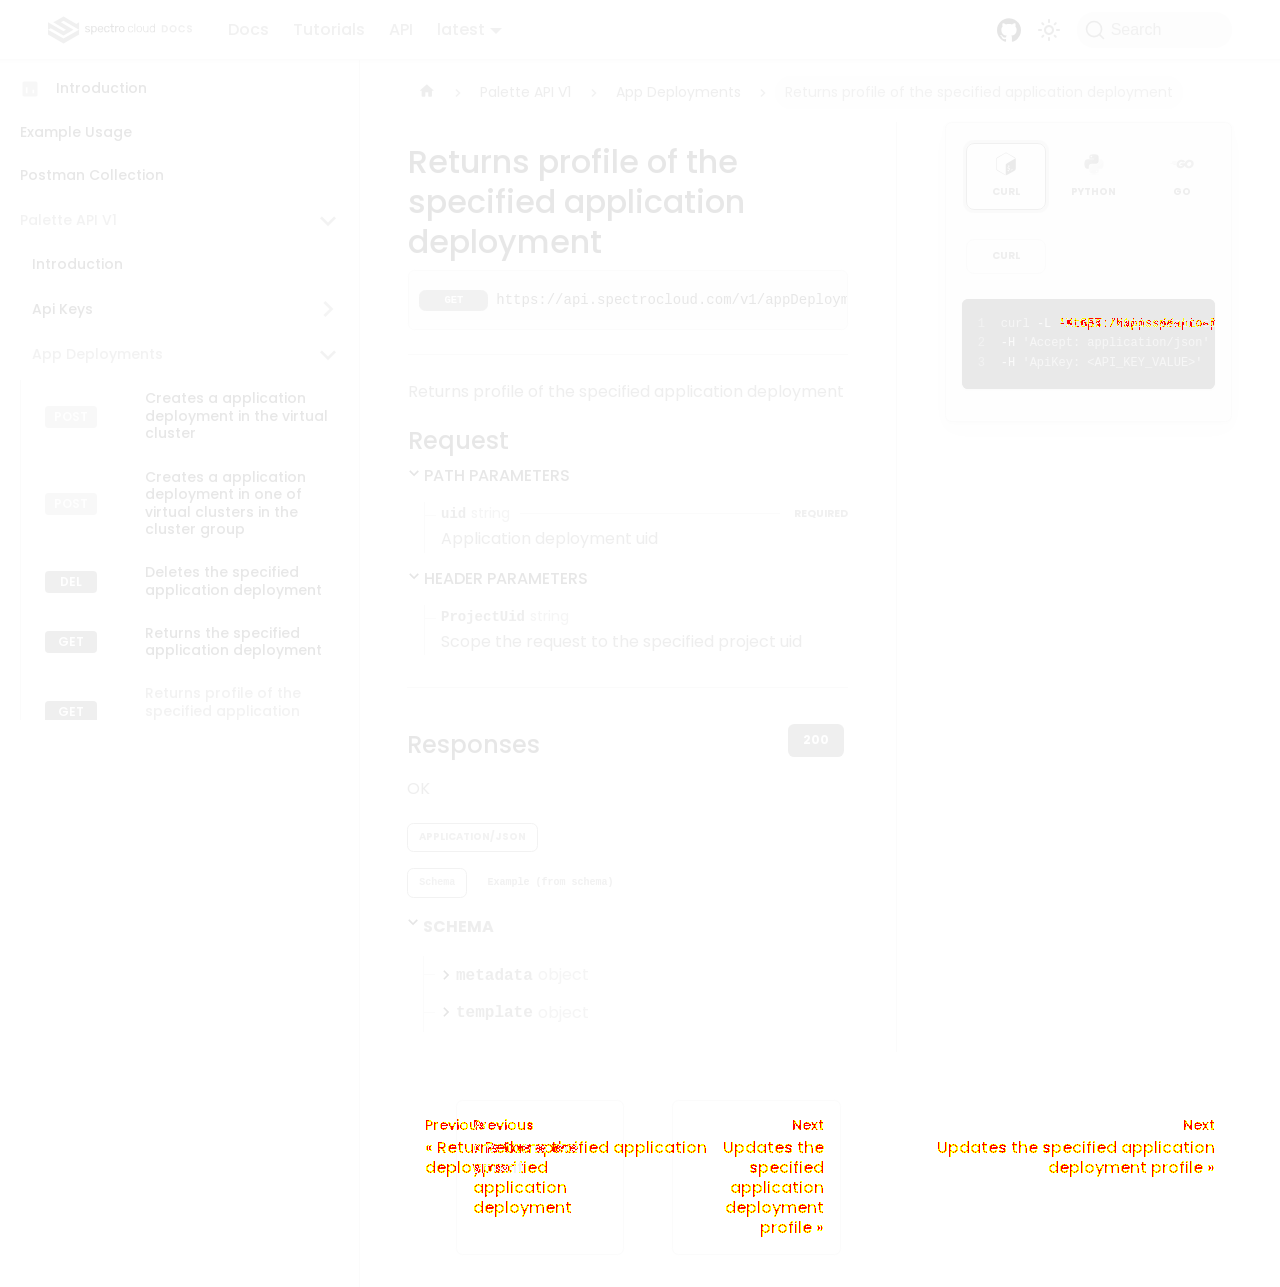 spectro cloud DOCS Docs Tutorials API latest Search
Introduction
Example Usage
Postman Collection
Palette API V1
Introduction
Api Keys
App Deployments
POST Creates a application
deployment in the virtual
cluster
POST Creates a application
deployment in one of
virtual clusters in the
cluster group
DEL Deletes the specified
application deployment
GET Returns the specified
application deployment
GET Returns profile of the
specified application
Palette API V1 App Deployments Returns profile of the specified application deployment
Returns profile of the
specified application
deployment
GET https://api.spectrocloud.com/v1/appDeploym
Returns profile of the specified application deployment
Request
PATH PARAMETERS
uid string REQUIRED
Application deployment uid
HEADER PARAMETERS
ProjectUid string
Scope the request to the specified project uid
Responses 200
OK
APPLICATION/JSON
Schema Example (from schema)
SCHEMA
metadata object
template object
CURL PYTHON GO
CURL
1 curl -L
2 -H 'Accept: application/json'
3 -H 'ApiKey: <API_KEY_VALUE>'
Previous
Previous
specified
application
deployment
Next
Updates the
specified
application
deployment
profile »
Next
Updates the specified application
deployment profile »